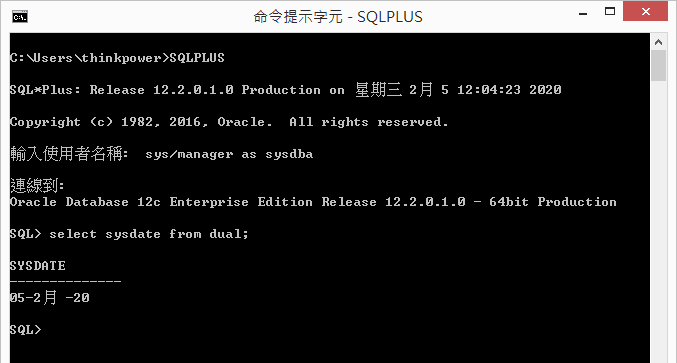 命令提示字元 - SQLPLUS
C:\Users\thinkpower>SQLPLUS
SQL*Plus: Release 12.2.0.1.0 Production on 星期三 2月 5 12:04:23 2020
Copyright (c) 1982, 2016, Oracle.  All rights reserved.
輸入使用者名稱:  sys/manager as sysdba
連線到:
Oracle Database 12c Enterprise Edition Release 12.2.0.1.0 - 64bit Production
SQL> select sysdate from dual;
SYSDATE
--------------
05-2月 -20
SQL>